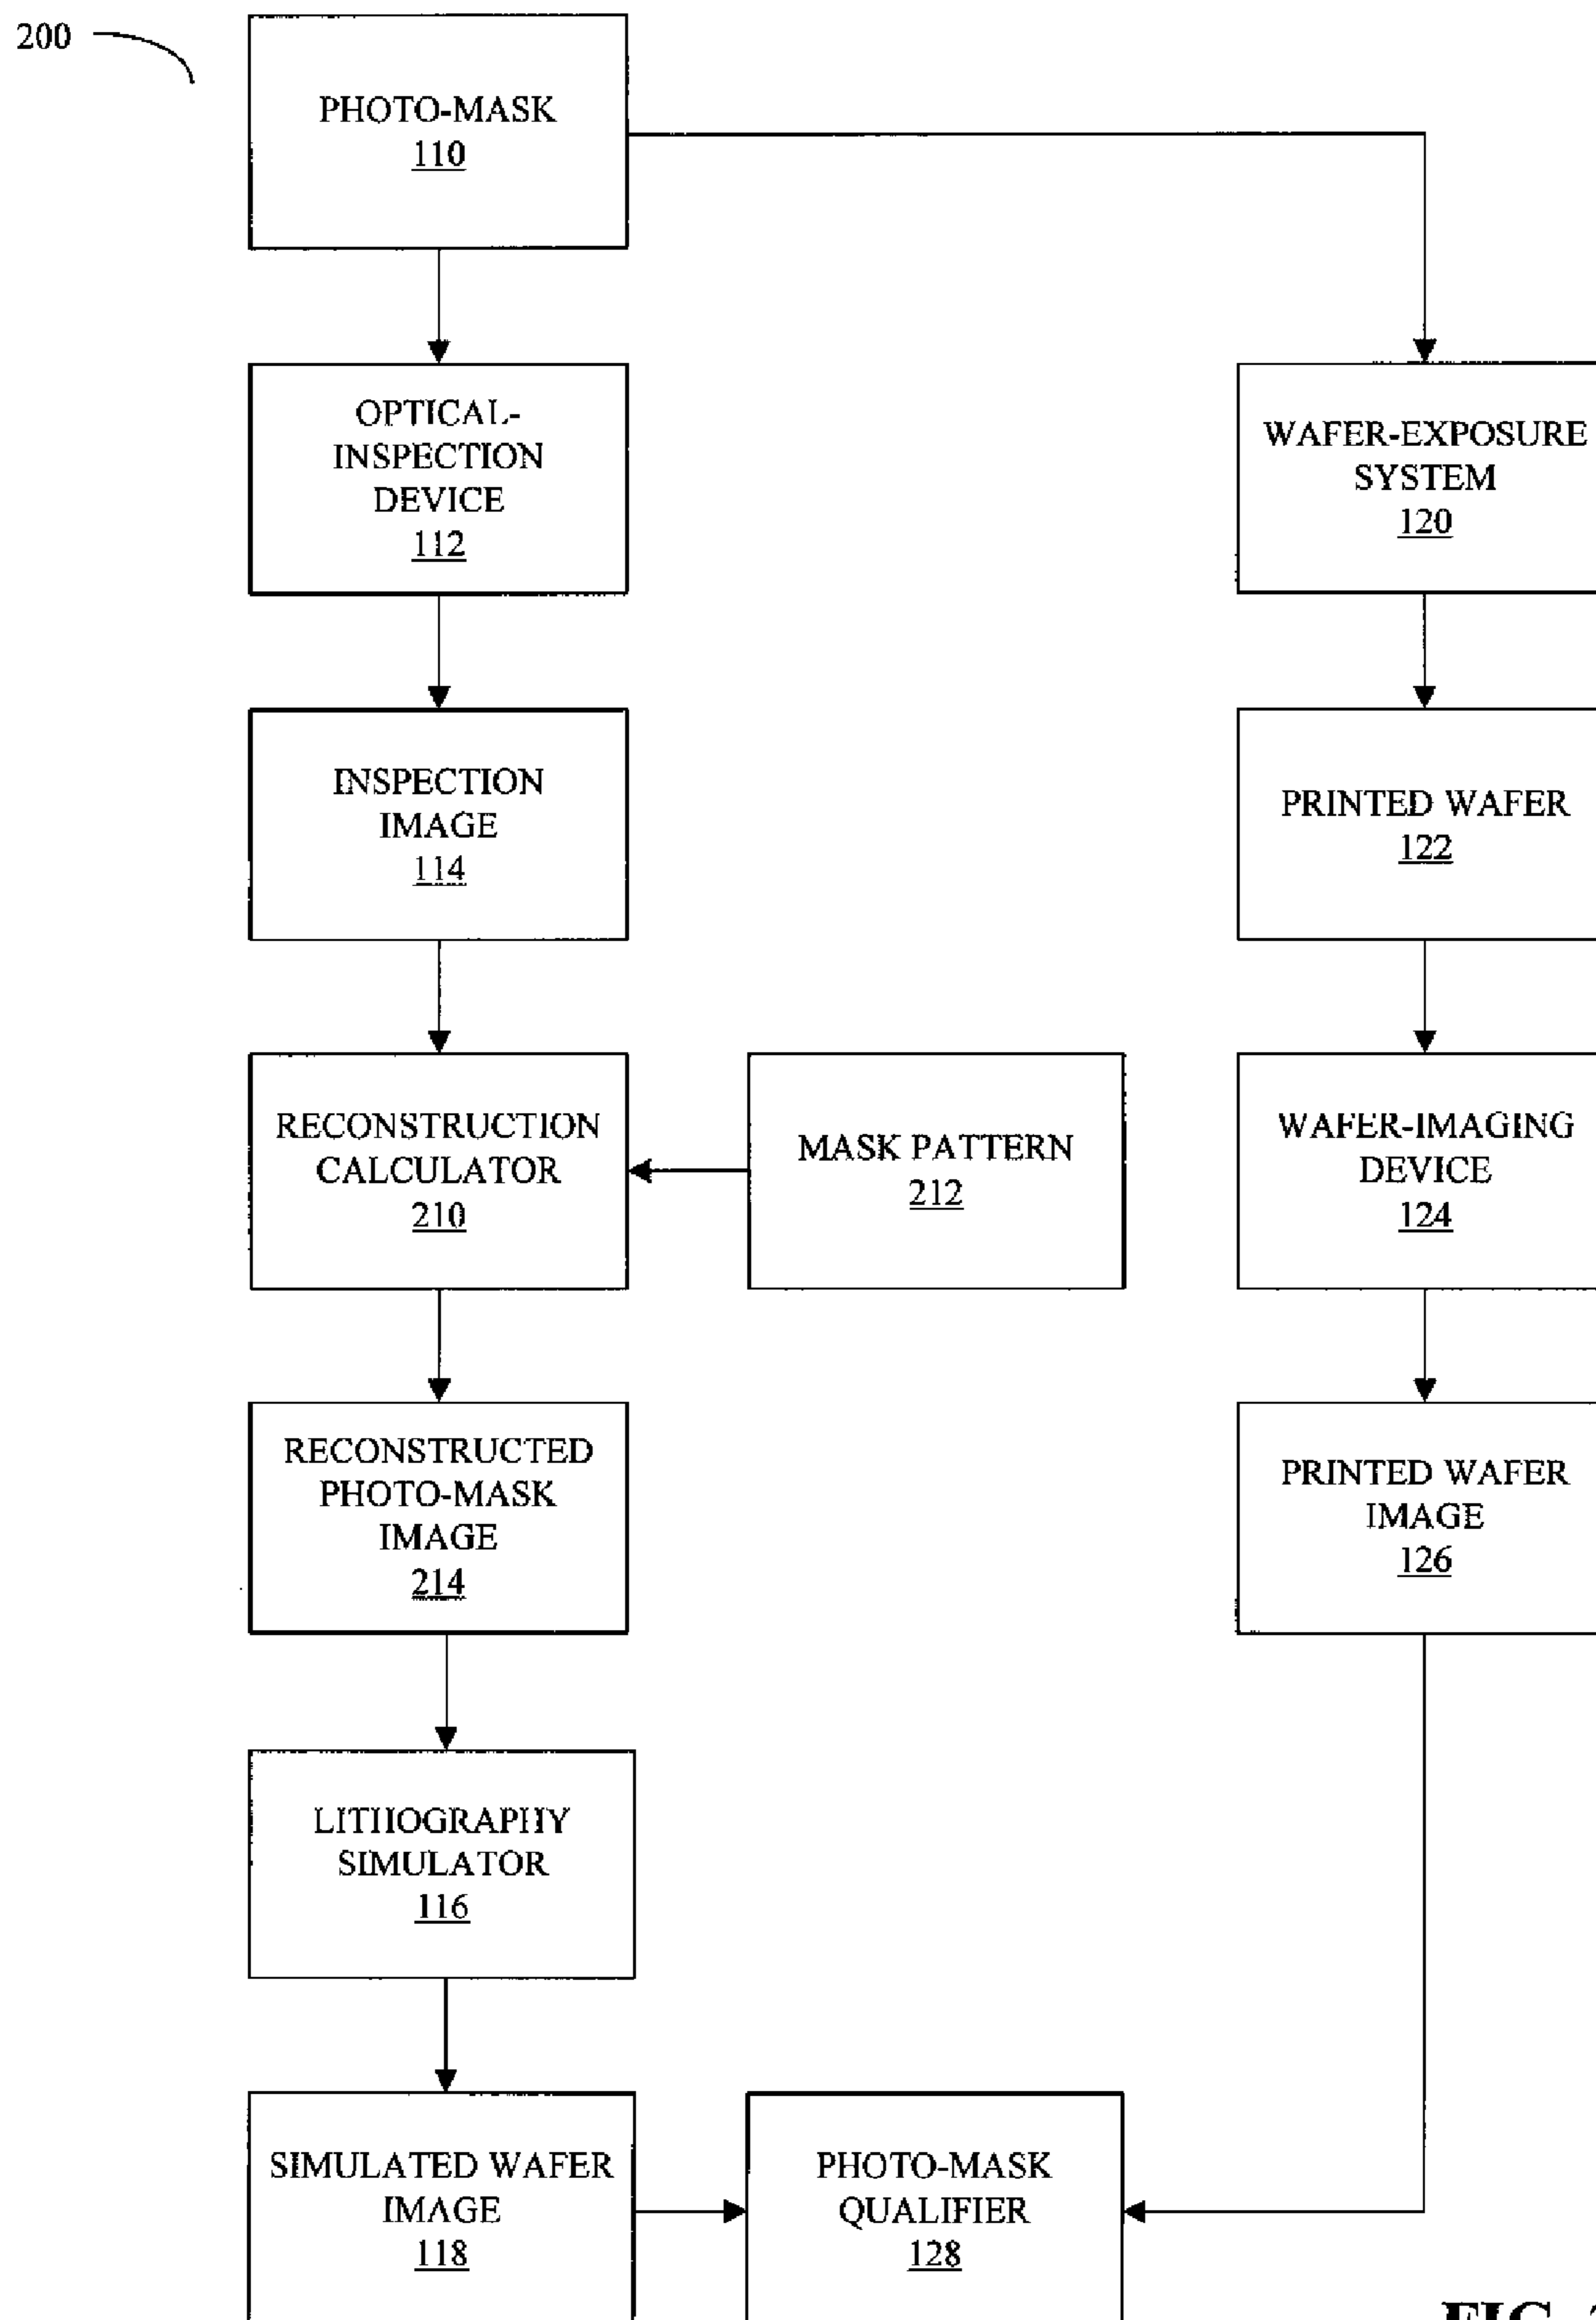 200
PHOTO-MASK
110
OPTICAL-
INSPECTION
DEVICE
112
WAFER-EXPOSURE
SYSTEM
120
INSPECTION
IMAGE
114
PRINTED WAFER
122
RECONSTRUCTION
CALCULATOR
210
MASK PATTERN
212
WAFER-IMAGING
DEVICE
124
RECONSTRUCTED
PHOTO-MASK
IMAGE
214
PRINTED WAFER
IMAGE
126
LITHOGRAPHY
SIMULATOR
116
SIMULATED WAFER
IMAGE
118
PHOTO-MASK
QUALIFIER
128
FIG.